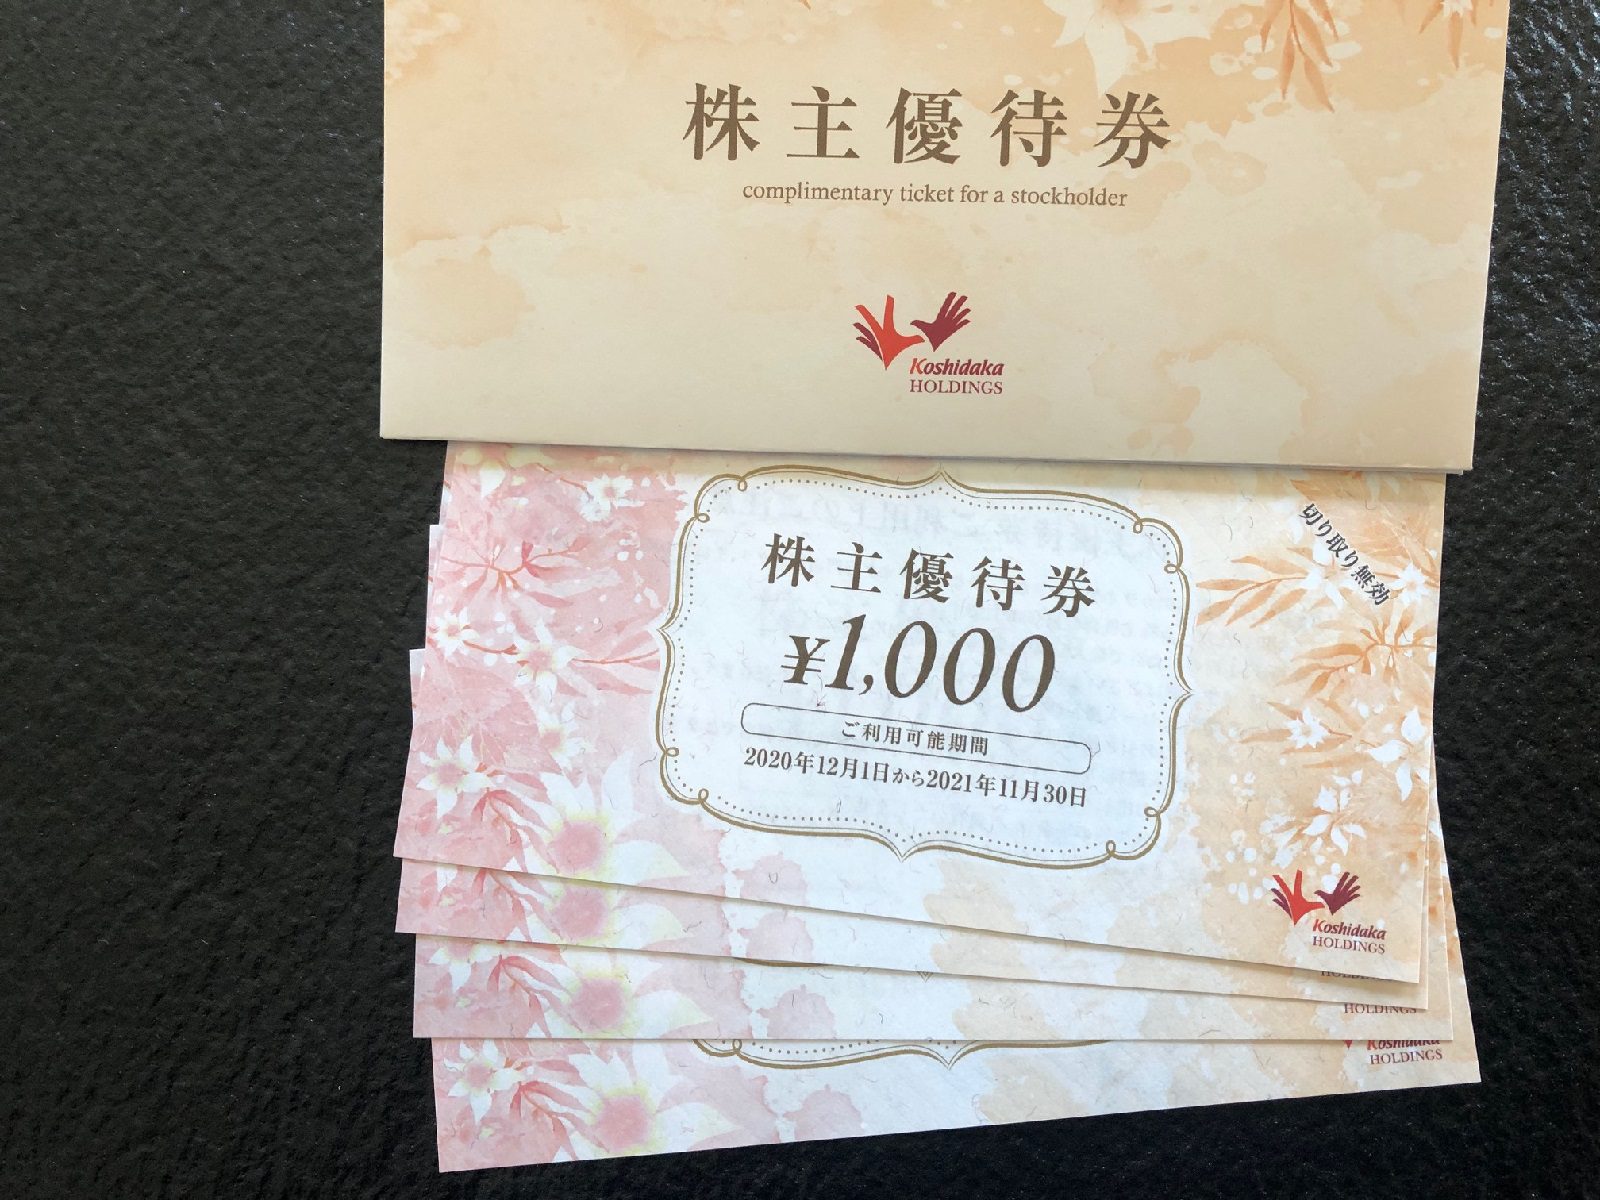 株主優待券
complimentary ticket for a stockholder
Koshidaka
HOLDINGS
切り取り無効
株主優待券
¥1,000
ご利用可能期間
2020年12月1日から2021年11月30日
Koshidaka
HOLDINGS
HOLDINGS
HOLDINGS
Koshidaka
HOLDINGS